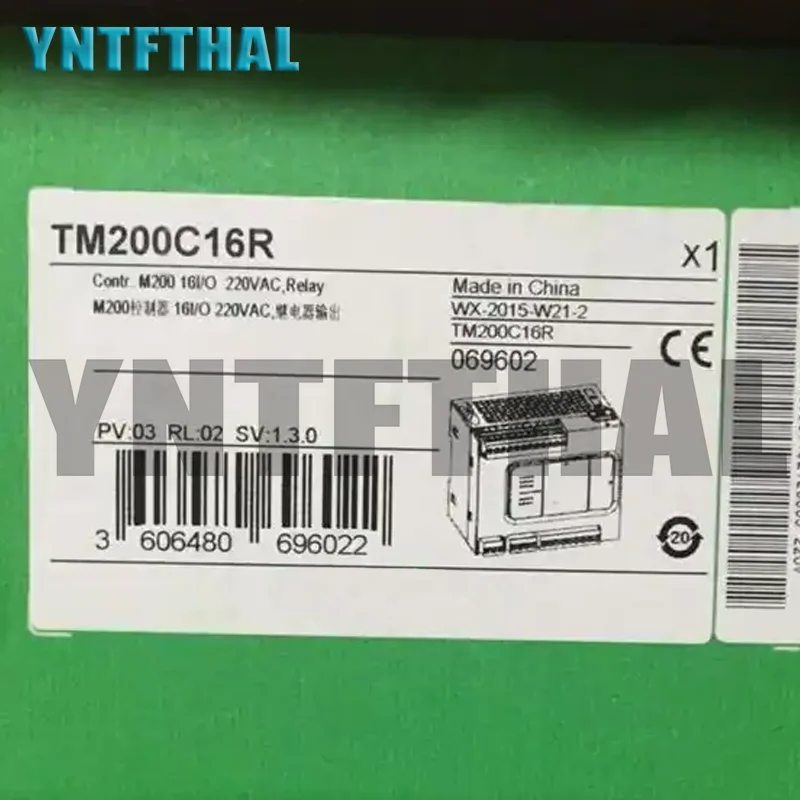 YNTFTHAL
TM200C16R
X1
Contr. M200 16I/O 220VAC,Relay
M200控制器 16I/O 220VAC,继电器输出
Made in China
WX-2015-W21-2
TM200C16R
069602
CE
YNTFTHAL
PV:03 RL:02 SV:1.3.0
3 606480 696022
20